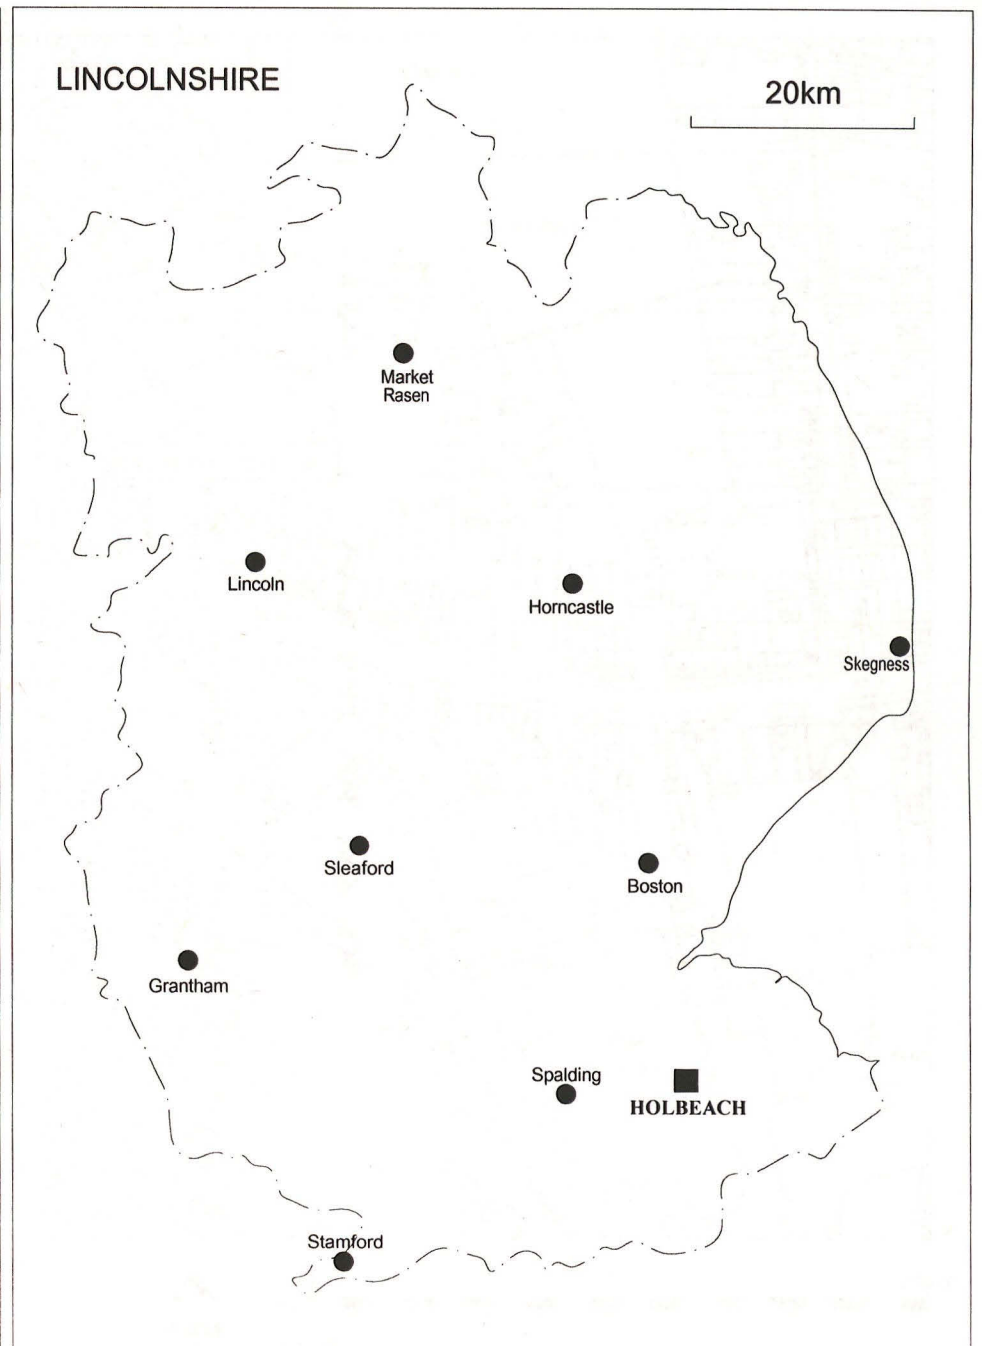 LINCOLNSHIRE
20km
Market
Rasen
Lincoln
Horncastle
Skegness
Sleaford
Boston
Grantham
Spalding
HOLBEACH
Stamford